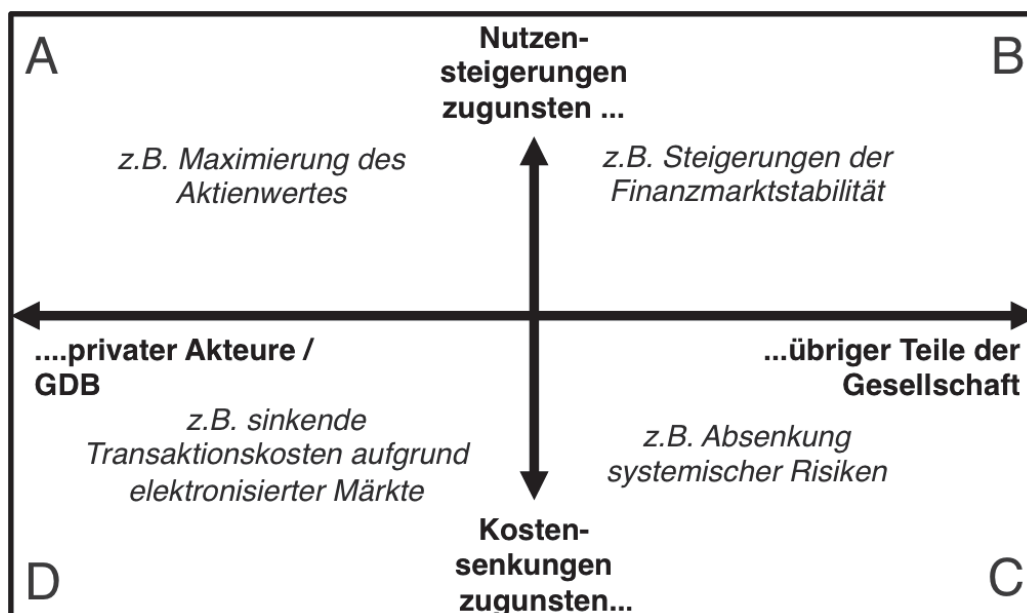 A
Nutzen-
steigerungen
zugunsten ...
B
z.B. Maximierung des
Aktienwertes
z.B. Steigerungen der
Finanzmarktstabilität
....privater Akteure /
GDB
...übriger Teile der
Gesellschaft
z.B. sinkende
Transaktionskosten aufgrund
elektronisierter Märkte
z.B. Absenkung
systemischer Risiken
D
Kosten-
senkungen
zugunsten...
C